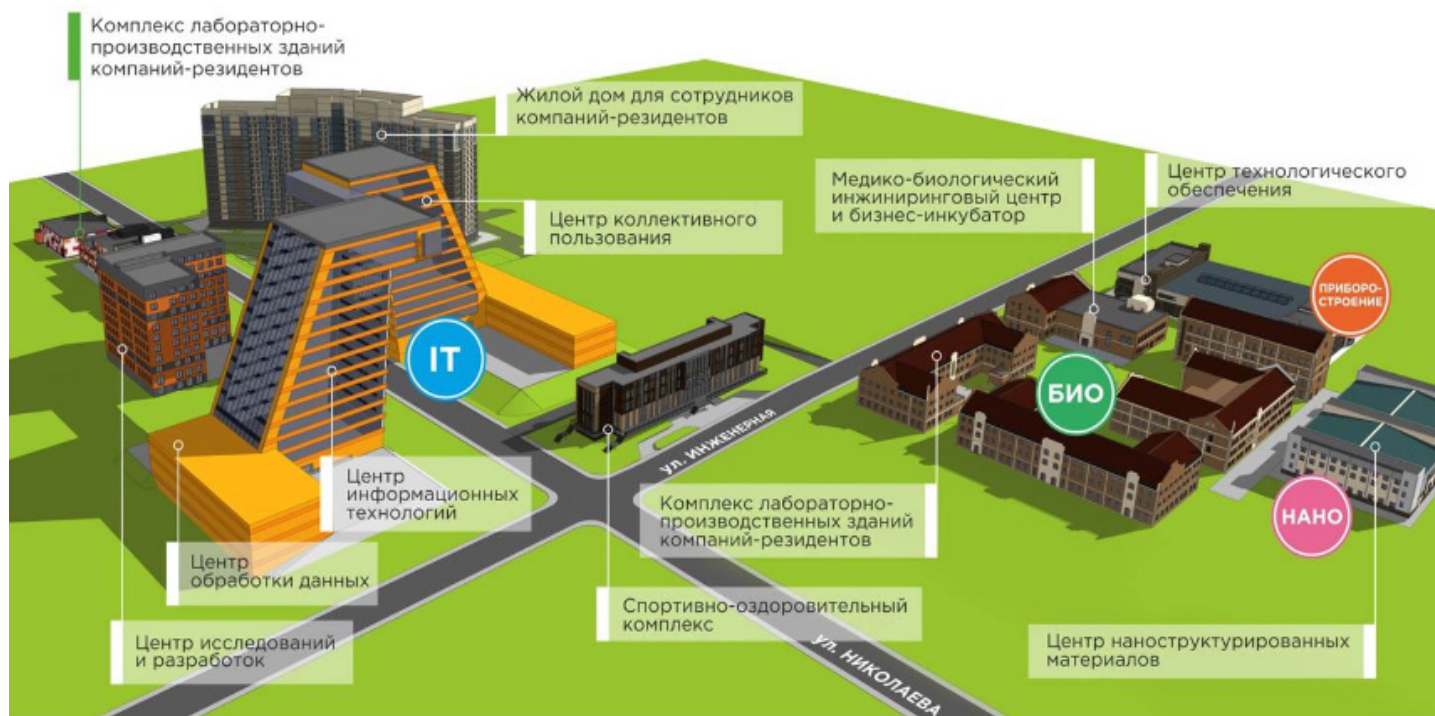 Комплекс лабораторно-
производственных зданий
компаний-резидентов
Жилой дом для сотрудников
компаний-резидентов
Центр коллективного
пользования
Медико-биологический
инжиниринговый центр
и бизнес-инкубатор
Центр технологического
обеспечения
ПРИБОРО-
СТРОЕНИЕ
IT
БИО
НАНО
ул. ИНЖЕНЕРНАЯ
Центр
информационных
технологий
Комплекс лабораторно-
производственных зданий
компаний-резидентов
Центр
обработки данных
Спортивно-оздоровительный
комплекс
Центр исследований
и разработок
Центр наноструктурированных
материалов
ул. НИКОЛАЕВА